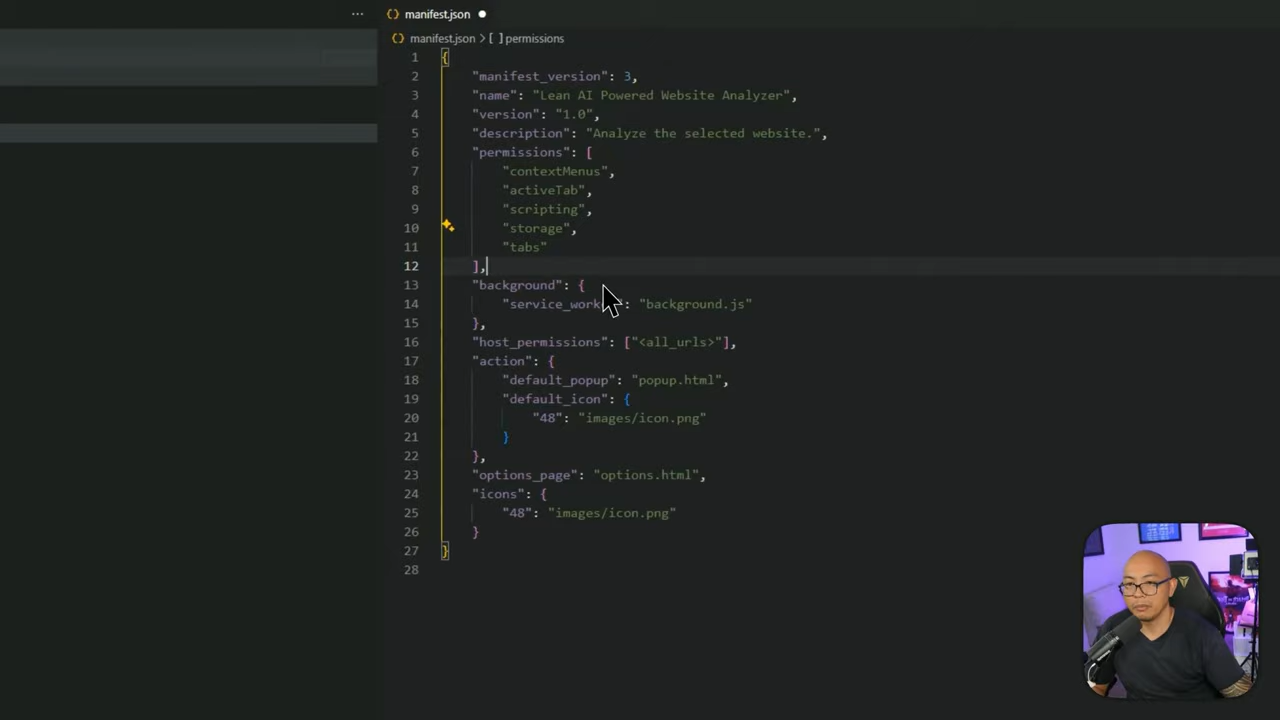 ··· {} manifest.json ●
{} manifest.json > [ ] permissions
1 {
2 "manifest_version": 3,
3 "name": "Lean AI Powered Website Analyzer",
4 "version": "1.0",
5 "description": "Analyze the selected website.",
6 "permissions": [
7 "contextMenus",
8 "activeTab",
9 "scripting",
10 "storage",
11 "tabs"
12 ],
13 "background": {
14 "service_work": "background.js"
15 },
16 "host_permissions": ["<all_urls>"],
17 "action": {
18 "default_popup": "popup.html",
19 "default_icon": {
20 "48": "images/icon.png"
21 }
22 },
23 "options_page": "options.html",
24 "icons": {
25 "48": "images/icon.png"
26 }
27 }
28